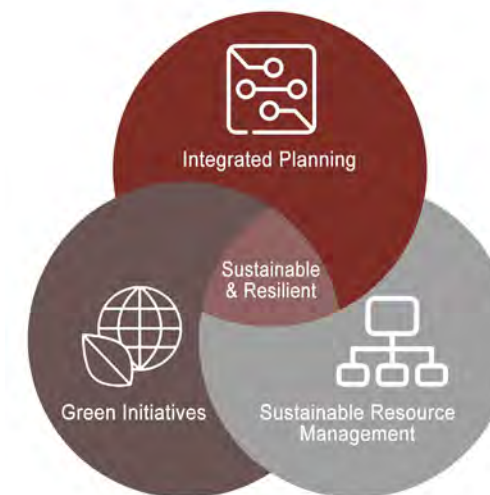 Integrated Planning
Sustainable
& Resilient
Green Initiatives
Sustainable Resource
Management